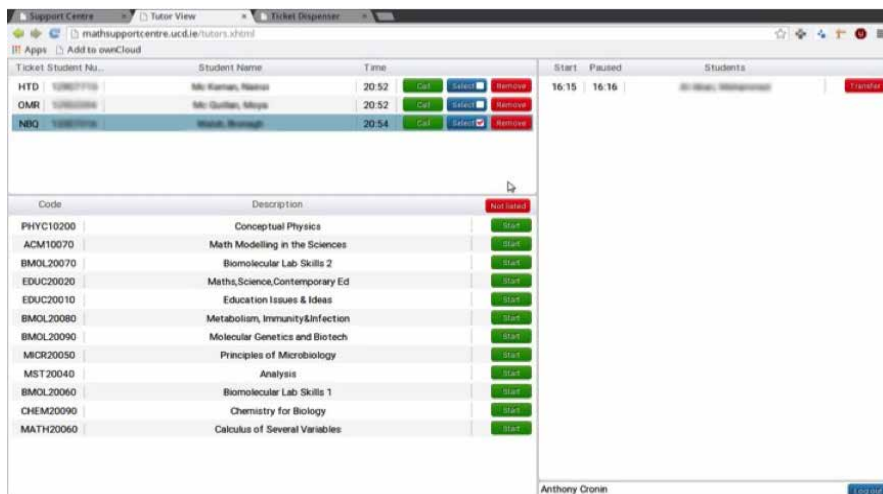 Support Centre Tutor View Ticket Dispenser
mathsupportcentre.ucd.ie/tutors.xhtml
Apps Add to ownCloud
Ticket Student Nu... Student Name Time
HTD 20:52 Call Select Remove
OMR 20:52 Call Select Remove
NBQ 20:54 Call Select Remove
Code Description Not listed
PHYC10200 Conceptual Physics Start
ACM10070 Math Modelling in the Sciences Start
BMOL20070 Biomolecular Lab Skills 2 Start
EDUC20020 Maths,Science,Contemporary Ed Start
EDUC20010 Education Issues & Ideas Start
BMOL20080 Metabolism, Immunity&Infection Start
BMOL20090 Molecular Genetics and Biotech Start
MICR20050 Principles of Microbiology Start
MST20040 Analysis Start
BMOL20060 Biomolecular Lab Skills 1 Start
CHEM20090 Chemistry for Biology Start
MATH20060 Calculus of Several Variables Start
Start Paused Students
16:15 16:16 Transfer
Anthony Cronin